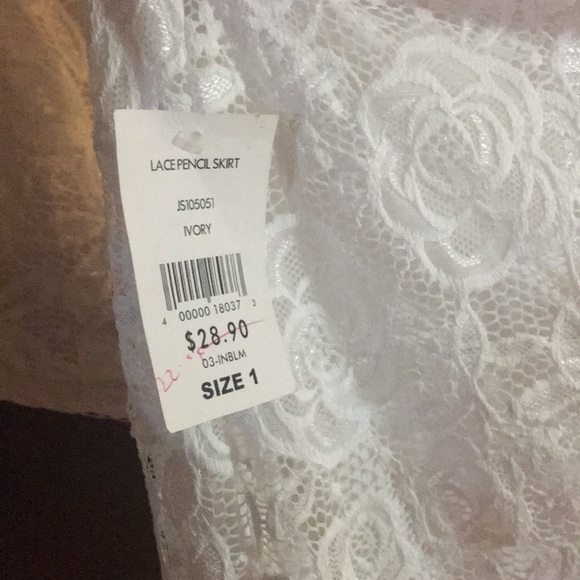 LACE PENCIL SKIRT
JS105051
IVORY
4 00000 18037 3
$28.90
03-INBLM
SIZE 1